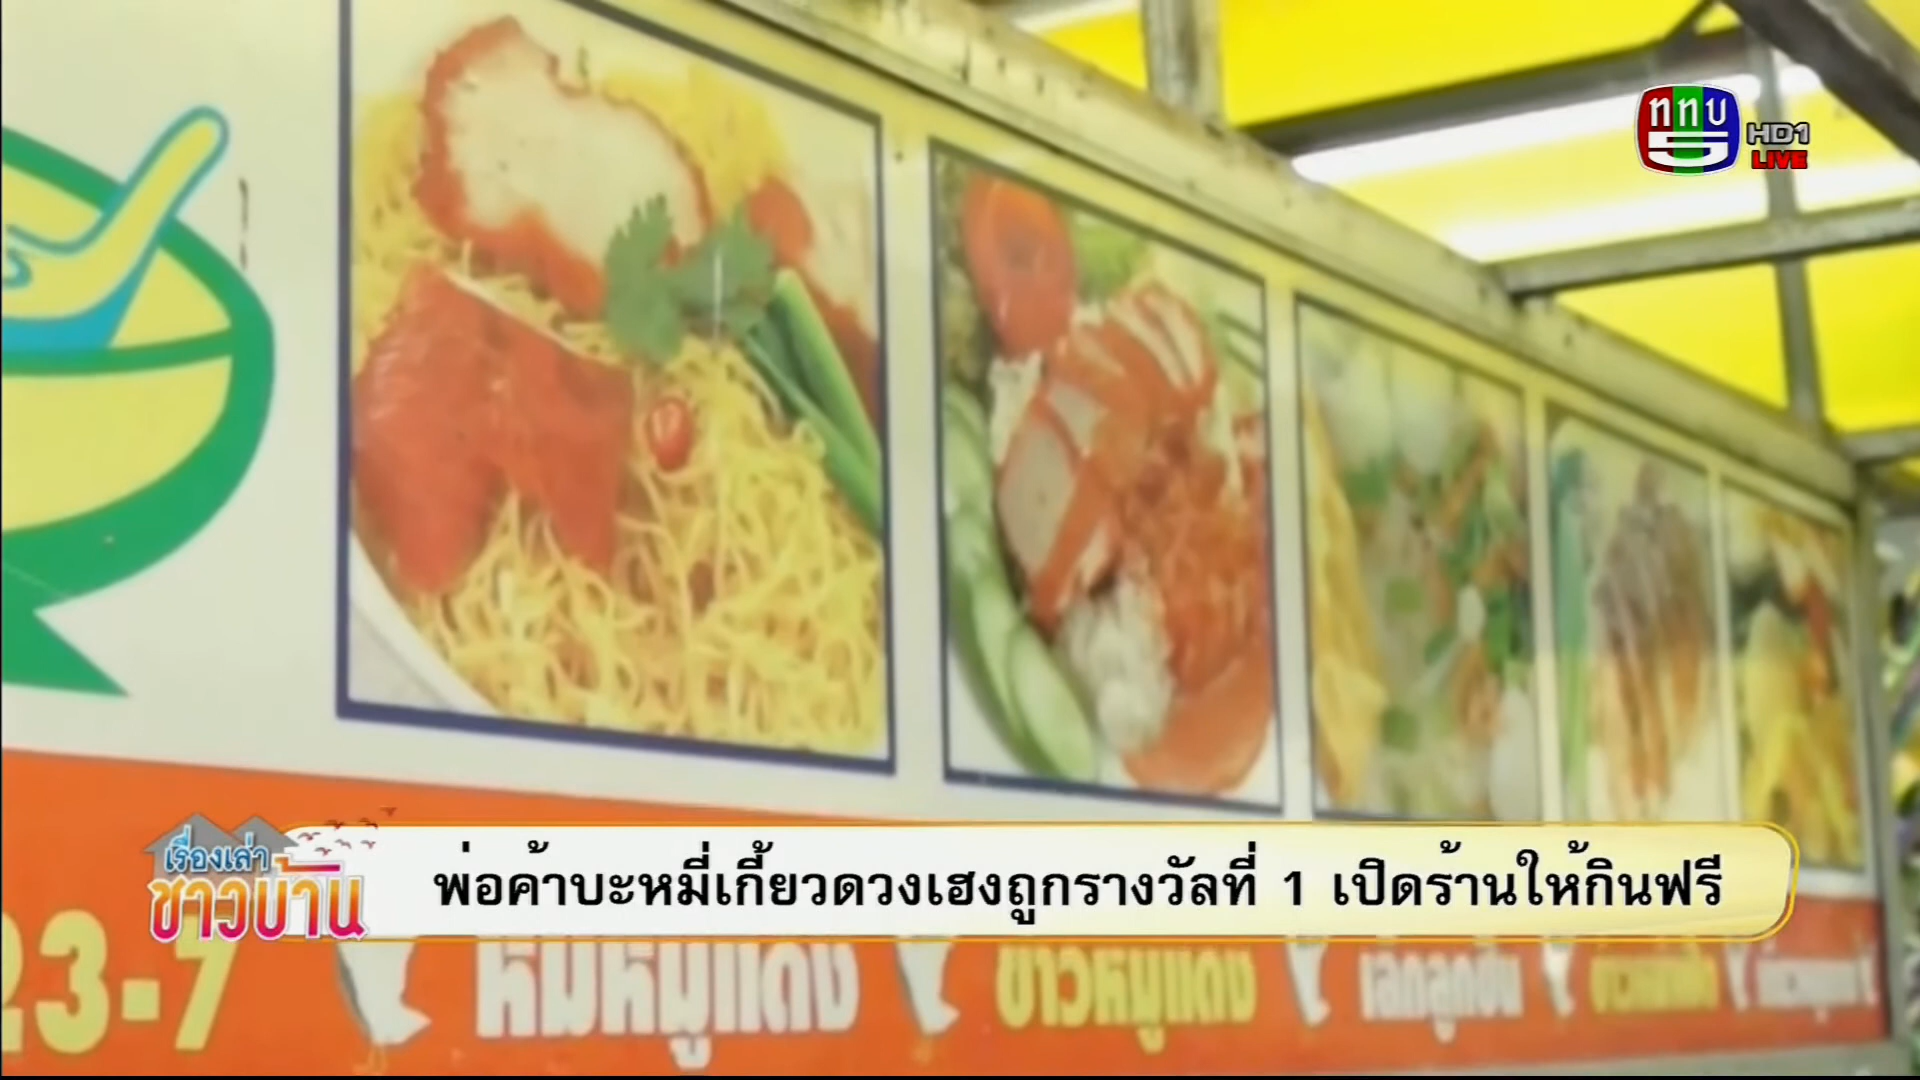 ททบ
5
HD1
LIVE
เรื่องเล่า
ชาวบ้าน
พ่อค้าบะหมี่เกี้ยวดวงเฮงถูกรางวัลที่ 1 เปิดร้านให้กินฟรี
23-7
หมี่หมูแดง
ข้าวหมูแดง